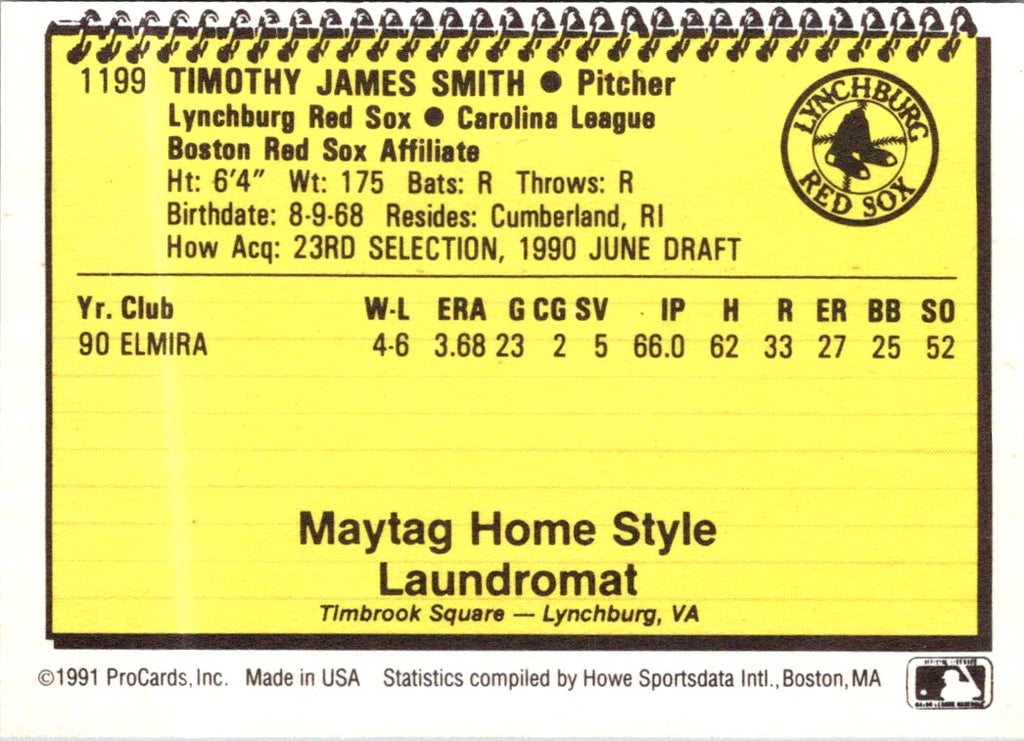 1199 TIMOTHY JAMES SMITH ● Pitcher
Lynchburg Red Sox ● Carolina League
Boston Red Sox Affiliate
Ht: 6'4" Wt: 175 Bats: R Throws: R
Birthdate: 8-9-68 Resides: Cumberland, RI
How Acq: 23RD SELECTION, 1990 JUNE DRAFT
LYNCHBURG
RED SOX
Yr. Club W-L ERA G CG SV IP H R ER BB SO
90 ELMIRA 4-6 3.68 23 2 5 66.0 62 33 27 25 52
Maytag Home Style
Laundromat
Timbrook Square — Lynchburg, VA
©1991 ProCards, Inc. Made in USA Statistics compiled by Howe Sportsdata Intl., Boston, MA